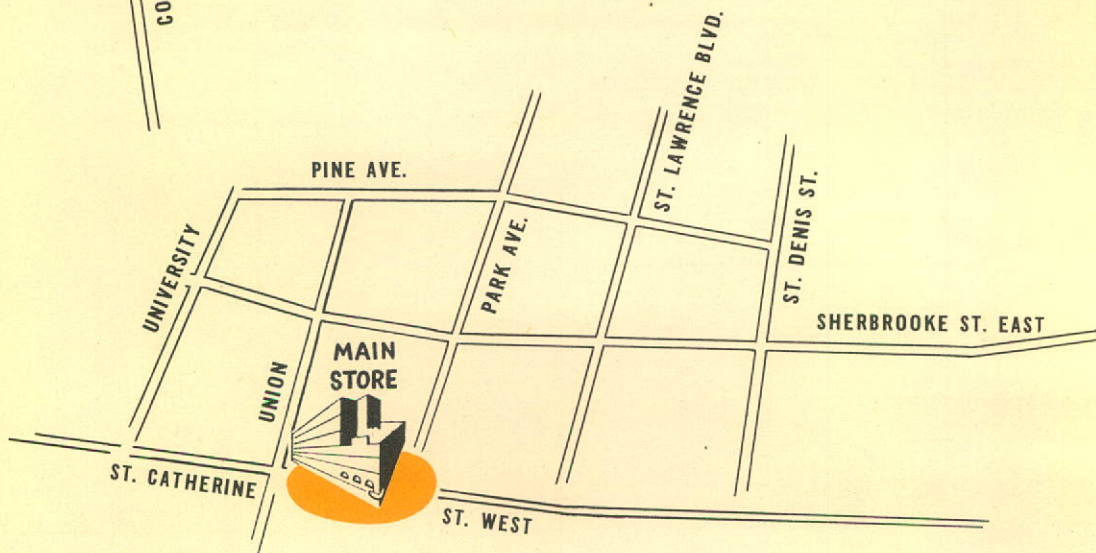 CO
ST. LAWRENCE BLVD.
PINE AVE.
ST. DENIS ST.
UNIVERSITY
PARK AVE.
SHERBROOKE ST. EAST
MAIN
STORE
UNION
ST. CATHERINE
ST. WEST